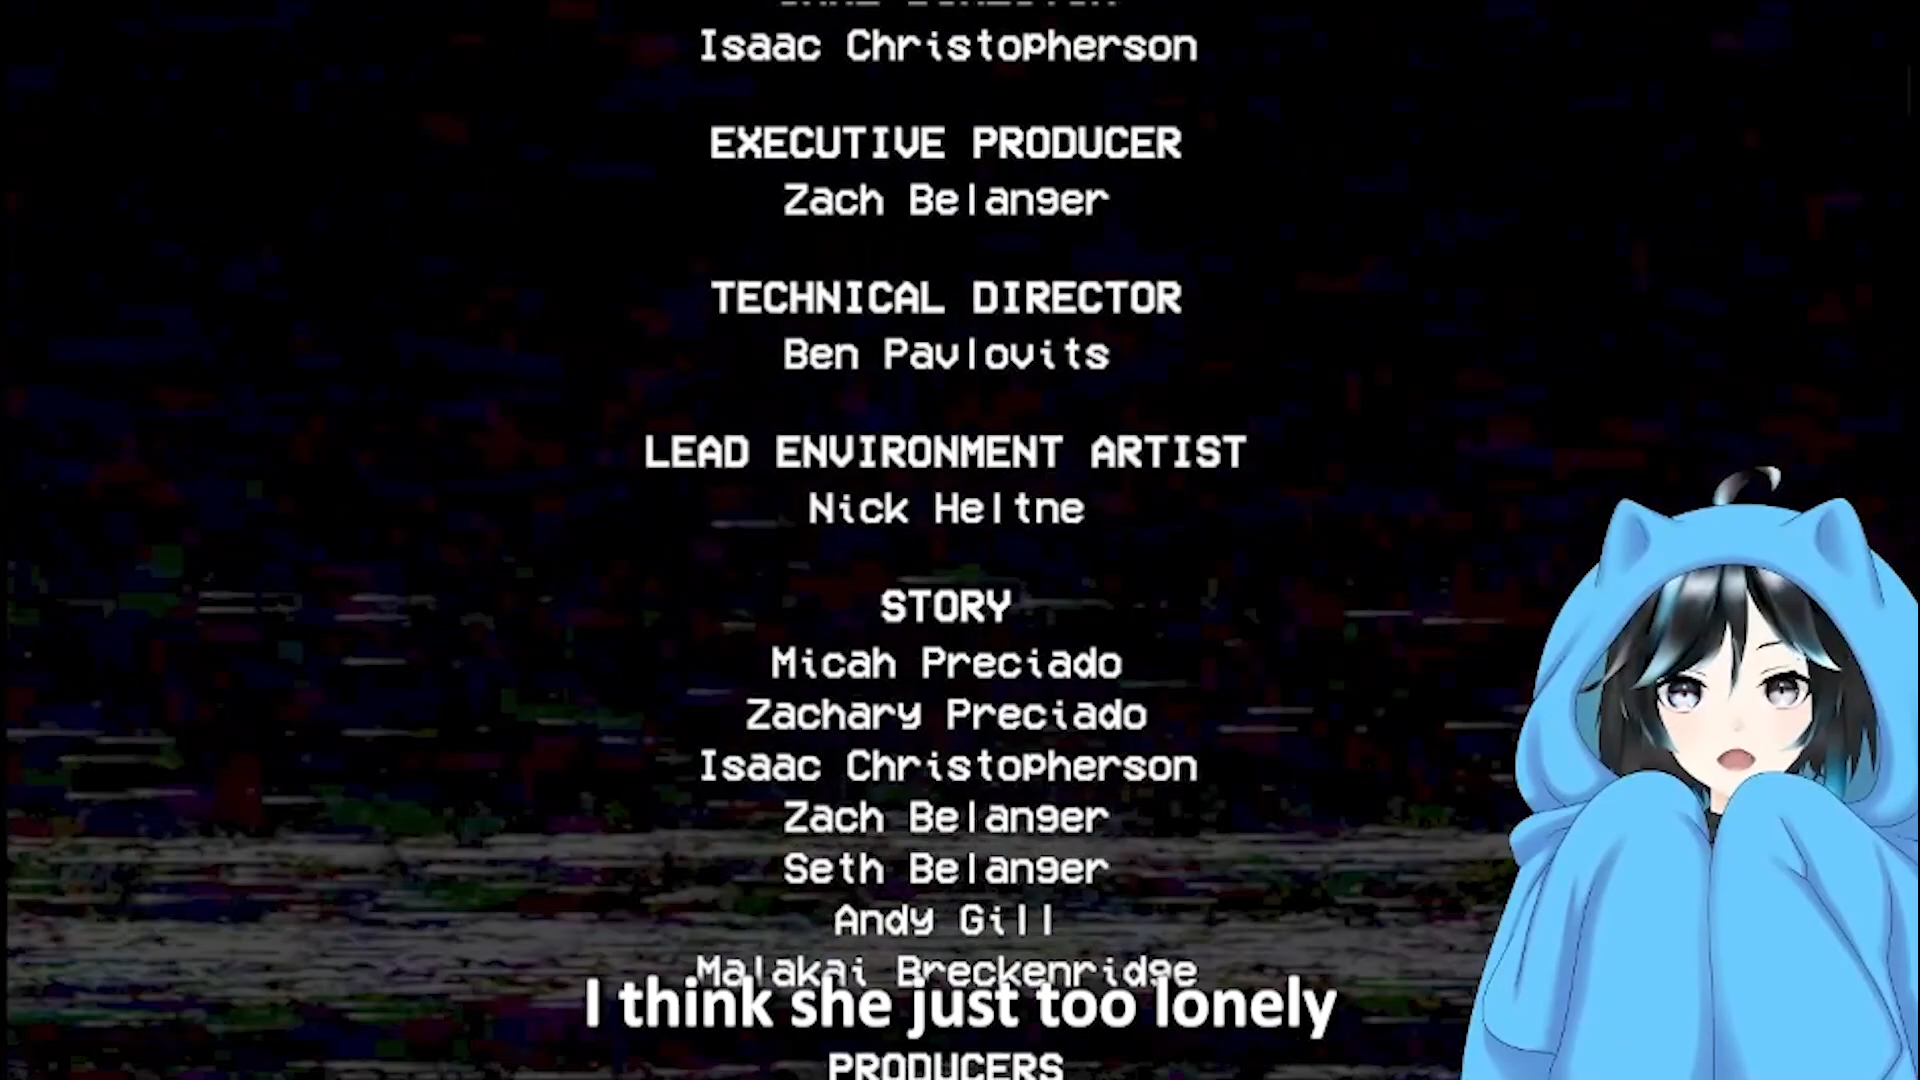 Isaac Christopherson
EXECUTIVE PRODUCER
Zach Belanger
TECHNICAL DIRECTOR
Ben Pavlovits
LEAD ENVIRONMENT ARTIST
Nick Heltne
STORY
Micah Preciado
Zachary Preciado
Isaac Christopherson
Zach Belanger
Seth Belanger
Andy Gill
Malakai Breckenridge
I think she just too lonely
PRODUCERS